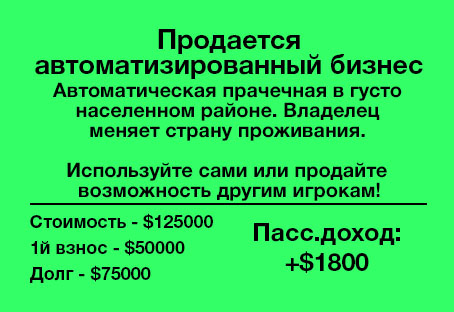 Продается
автоматизированный бизнес
Автоматическая прачечная в густо
населенном районе. Владелец
меняет страну проживания.
Используйте сами или продайте
возможность другим игрокам!
Стоимость - $125000
1й взнос - $50000
Долг - $75000
Пасс.доход:
+$1800